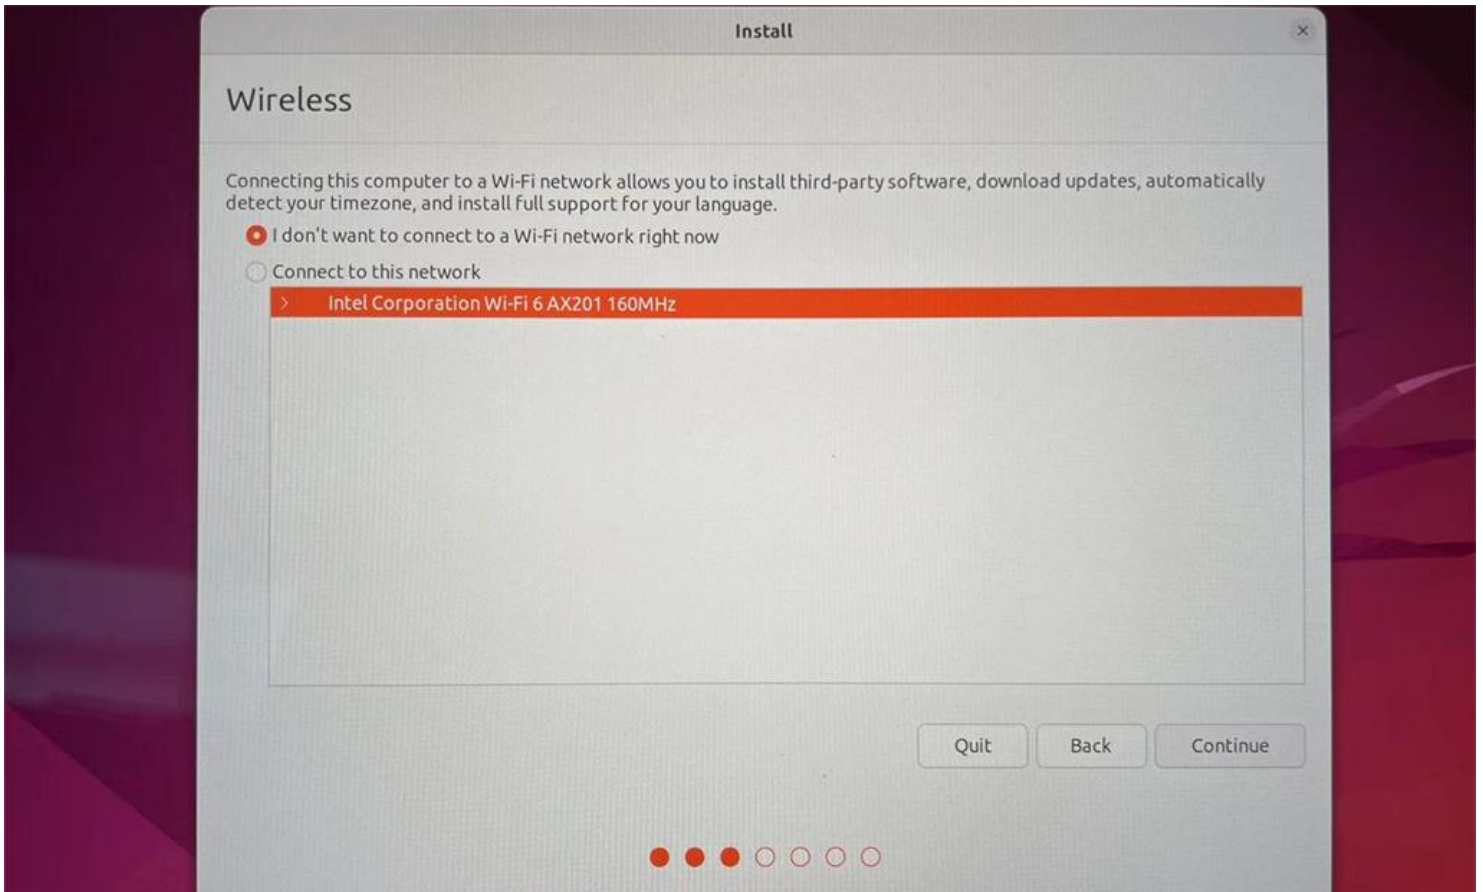 Install
Wireless
Connecting this computer to a Wi-Fi network allows you to install third-party software, download updates, automatically
detect your timezone, and install full support for your language.
I don't want to connect to a Wi-Fi network right now
Connect to this network
Intel Corporation Wi-Fi 6 AX201 160MHz
Quit
Back
Continue